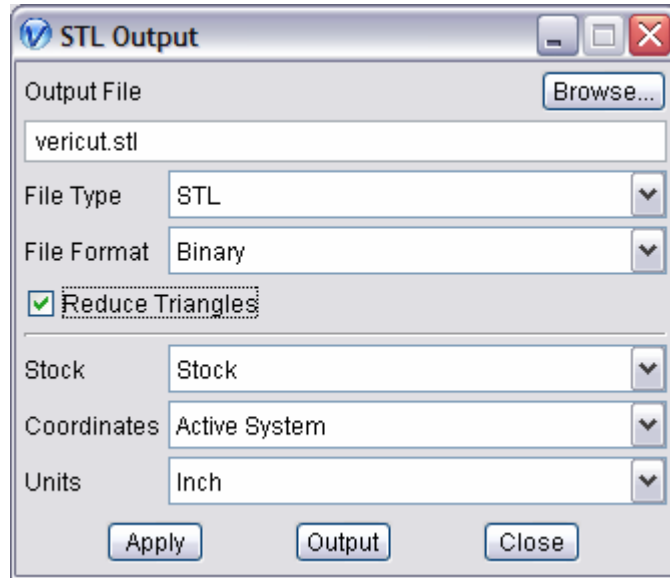 STL Output
Output File Browse...
vericut.stl
File Type STL
File Format Binary
Reduce Triangles
Stock Stock
Coordinates Active System
Units Inch
Apply Output Close